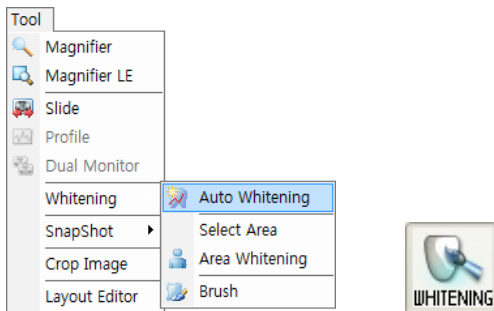 Tool
Magnifier
Magnifier LE
Slide
Profile
Dual Monitor
Whitening
SnapShot
Crop Image
Layout Editor
Auto Whitening
Select Area
Area Whitening
Brush
WHITENING